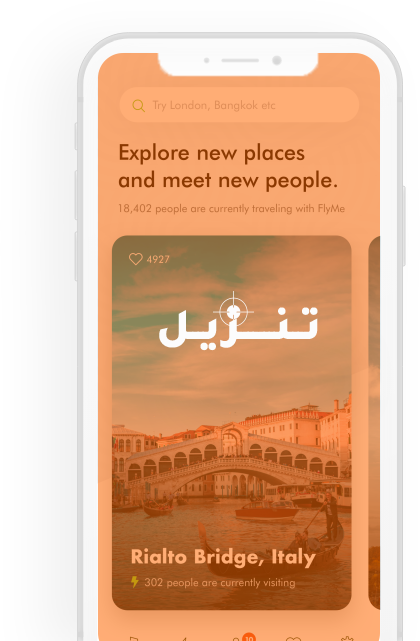 Try London, Bangkok etc
Explore new places
and meet new people.
18,402 people are currently traveling with FlyMe
4927
تنزيل
Rialto Bridge, Italy
302 people are currently visiting
10